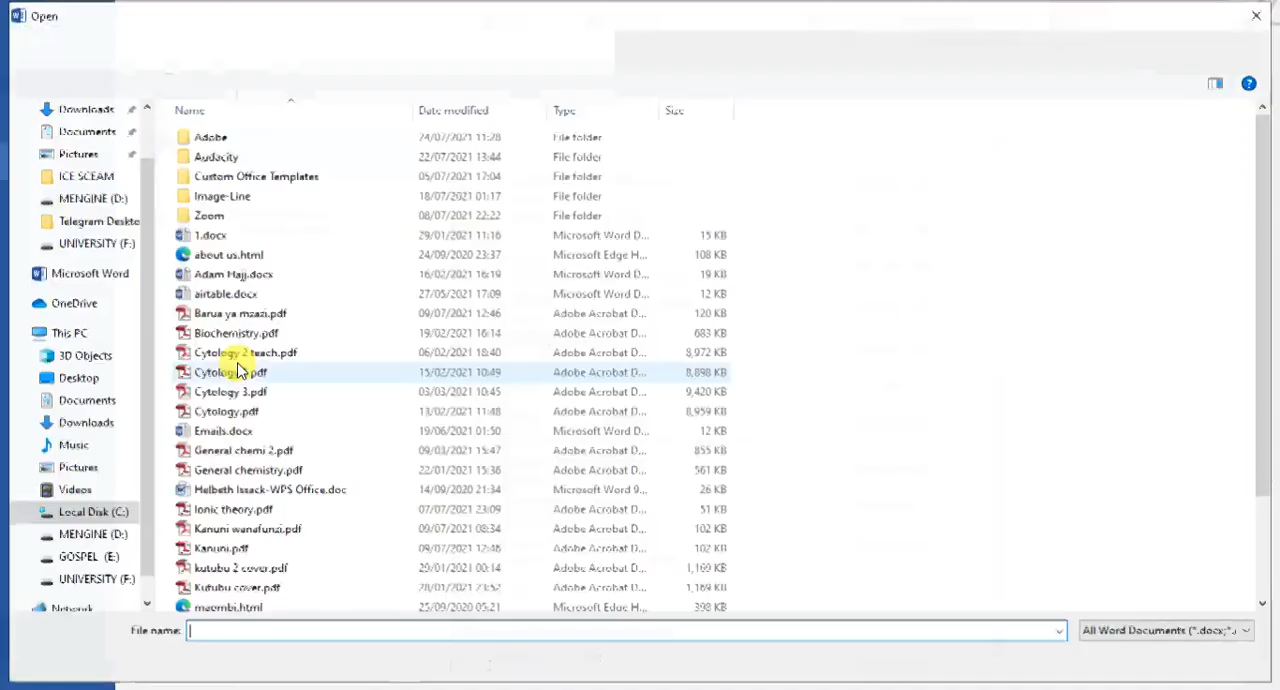 Open
Name Date modified Type Size
Downloads
Documents
Pictures
ICE SCEAM
MENGINE (D:)
Telegram Deskto
UNIVERSITY (F:)
Microsoft Word
OneDrive
This PC
3D Objects
Desktop
Documents
Downloads
Music
Pictures
Videos
Local Disk (C:)
MENGINE (D:)
GOSPEL (E:)
UNIVERSITY (F:)
Network
Adobe 24/07/2021 11:28 File folder
Audacity 22/07/2021 13:44 File folder
Custom Office Templates 05/07/2021 17:04 File folder
Image-Line 18/07/2021 01:17 File folder
Zoom 08/07/2021 22:22 File folder
1.docx 29/01/2021 11:16 Microsoft Word D... 15 KB
about us.html 24/09/2020 23:37 Microsoft Edge H... 108 KB
Adam Hajj.docx 16/02/2021 16:19 Microsoft Word D... 19 KB
airtable.docx 27/05/2021 17:09 Microsoft Word D... 12 KB
Barua ya mzazi.pdf 09/07/2021 12:46 Adobe Acrobat D... 120 KB
Biochemistry.pdf 19/02/2021 16:14 Adobe Acrobat D... 683 KB
Cytology 2 teach.pdf 06/02/2021 18:40 Adobe Acrobat D... 8,972 KB
15/02/2021 10:49 Adobe Acrobat D... 8,898 KB
Cytology 3.pdf 03/03/2021 10:45 Adobe Acrobat D... 9,420 KB
Cytology.pdf 13/02/2021 11:48 Adobe Acrobat D... 8,959 KB
Emails.docx 19/06/2021 01:50 Microsoft Word D... 12 KB
General chemi 2.pdf 09/03/2021 15:47 Adobe Acrobat D... 855 KB
General chemistry.pdf 22/01/2021 15:36 Adobe Acrobat D... 561 KB
Helbeth Issack-WPS Office.doc 14/09/2020 21:34 Microsoft Word 9... 26 KB
Ionic theory.pdf 07/07/2021 23:09 Adobe Acrobat D... 51 KB
Kanuni wanafunzi.pdf 09/07/2021 08:34 Adobe Acrobat D... 102 KB
Kanuni.pdf 09/07/2021 12:46 Adobe Acrobat D... 102 KB
kutubu 2 cover.pdf 29/01/2021 00:14 Adobe Acrobat D... 1,169 KB
Kutubu cover.pdf 28/01/2021 23:52 Adobe Acrobat D... 1,169 KB
maombi.html 25/09/2020 05:21 Microsoft Edge H... 398 KB
File name: All Word Documents (*.docx;*.